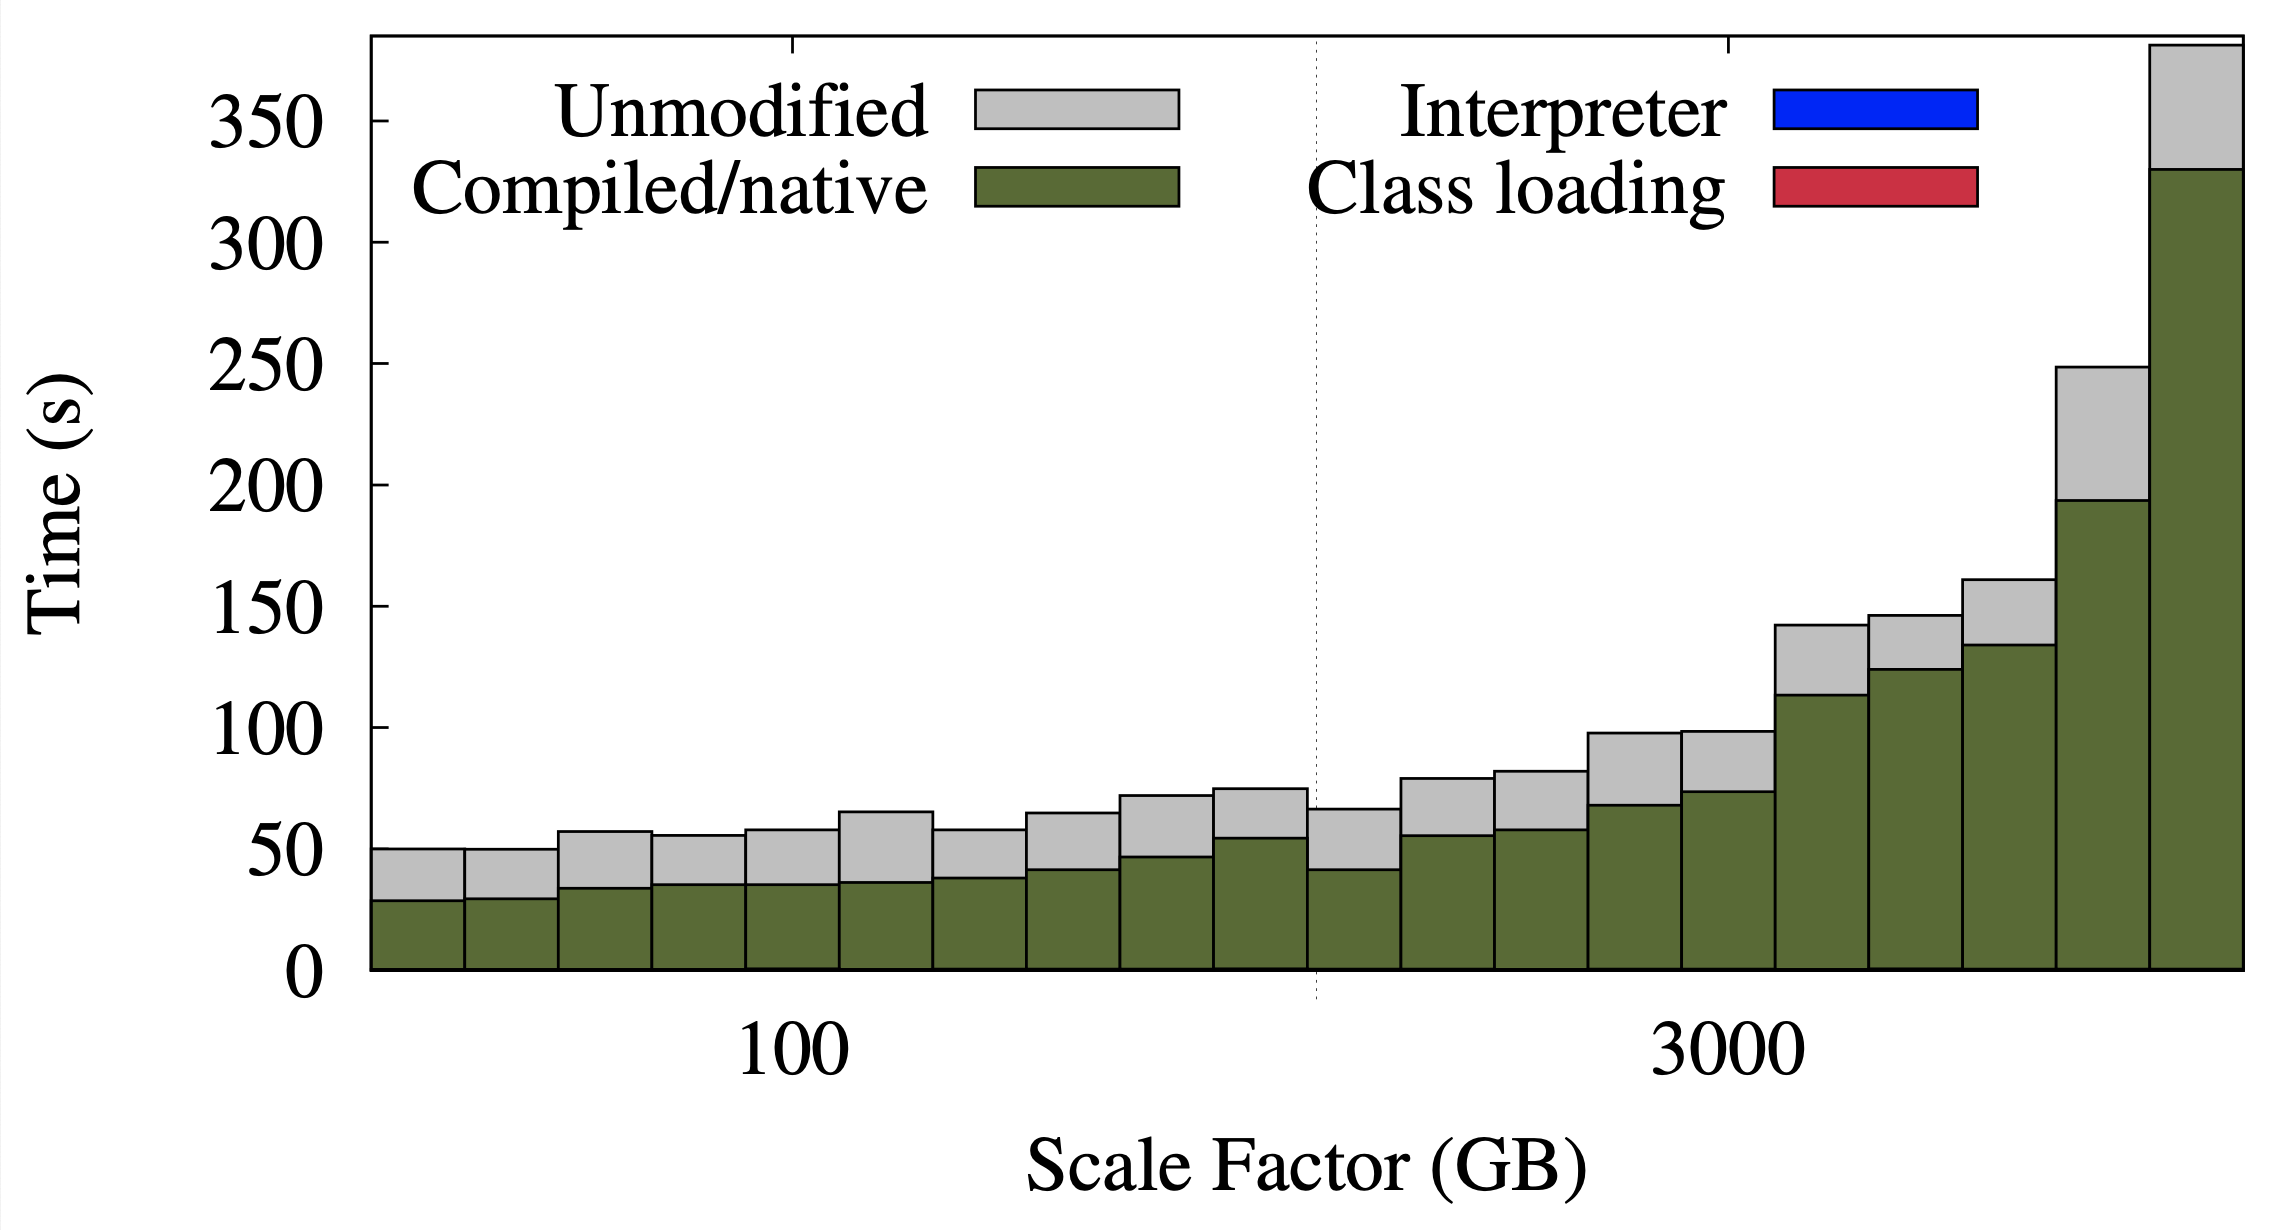 Time (s)
350
300
250
200
150
100
50
0
Unmodified
Compiled/native
Interpreter
Class loading
100
3000
Scale Factor (GB)